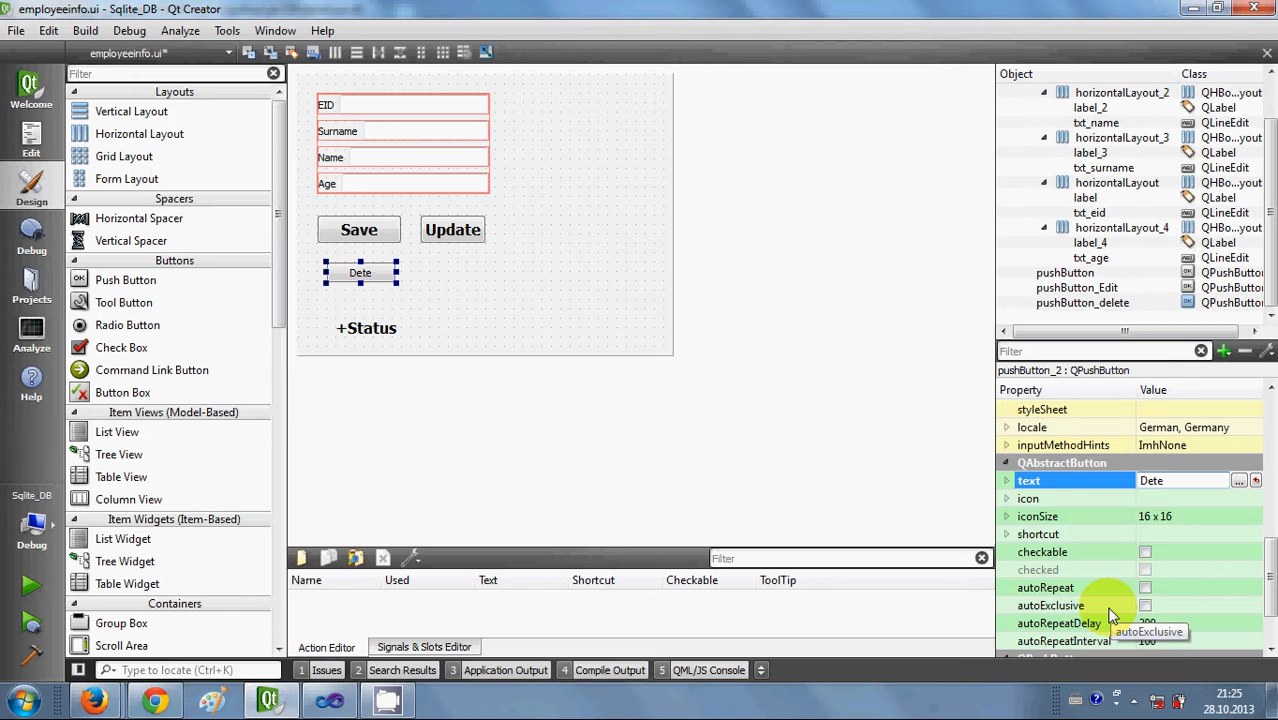 employeeinfo.ui - Sqlite_DB - Qt Creator
File Edit Build Debug Analyze Tools Window Help
employeeinfo.ui*
Welcome
Edit
Design
Debug
Projects
Analyze
Help
Sqlite_DB
Debug
Filter
Layouts
Vertical Layout
Horizontal Layout
Grid Layout
Form Layout
Spacers
Horizontal Spacer
Vertical Spacer
Buttons
OK Push Button
Tool Button
Radio Button
Check Box
Command Link Button
Button Box
Item Views (Model-Based)
List View
Tree View
Table View
Column View
Item Widgets (Item-Based)
List Widget
Tree Widget
Table Widget
Containers
Group Box
Scroll Area
EID
Surname
Name
Age
Save Update
Dete
+Status
Filter
Name Used Text Shortcut Checkable ToolTip
Action Editor Signals & Slots Editor
Object Class
horizontalLayout_2 QHBo...yout
label_2 QLabel
txt_name QLineEdit
horizontalLayout_3 QHBo...yout
label_3 QLabel
txt_surname QLineEdit
horizontalLayout QHBo...yout
label QLabel
txt_eid QLineEdit
horizontalLayout_4 QHBo...yout
label_4 QLabel
txt_age QLineEdit
pushButton QPushButton
pushButton_Edit QPushButton
pushButton_delete QPushButton
Filter
pushButton_2 : QPushButton
Property Value
styleSheet
locale German, Germany
inputMethodHints ImhNone
QAbstractButton
text Dete ...
icon
iconSize 16 x 16
shortcut
checkable
checked
autoRepeat
autoExclusive
autoRepeatDelay
autoExclusive
autoRepeatInterval 100
Type to locate (Ctrl+K) 1 Issues 2 Search Results 3 Application Output 4 Compile Output 5 QML/JS Console
21:25
28.10.2013